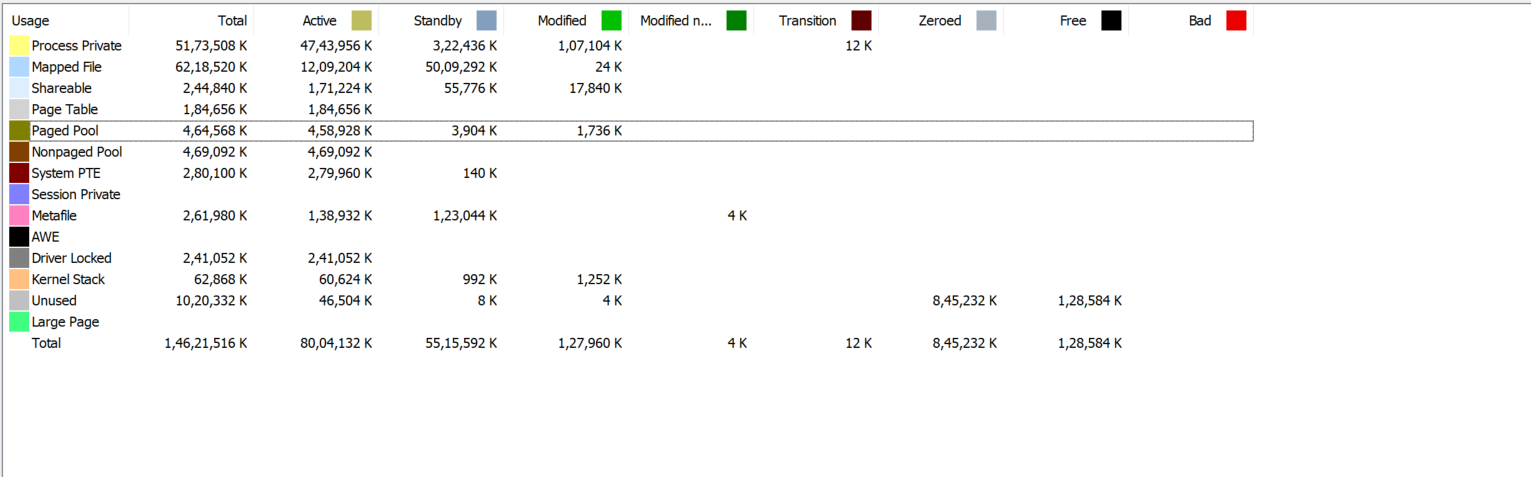 Usage Total Active Standby Modified Modified n... Transition Zeroed Free Bad
Process Private 51,73,508 K 47,43,956 K 3,22,436 K 1,07,104 K 12 K
Mapped File 62,18,520 K 12,09,204 K 50,09,292 K 24 K
Shareable 2,44,840 K 1,71,224 K 55,776 K 17,840 K
Page Table 1,84,656 K 1,84,656 K
Paged Pool 4,64,568 K 4,58,928 K 3,904 K 1,736 K
Nonpaged Pool 4,69,092 K 4,69,092 K
System PTE 2,80,100 K 2,79,960 K 140 K
Session Private
Metafile 2,61,980 K 1,38,932 K 1,23,044 K 4 K
AWE
Driver Locked 2,41,052 K 2,41,052 K
Kernel Stack 62,868 K 60,624 K 992 K 1,252 K
Unused 10,20,332 K 46,504 K 8 K 4 K 8,45,232 K 1,28,584 K
Large Page
Total 1,46,21,516 K 80,04,132 K 55,15,592 K 1,27,960 K 4 K 12 K 8,45,232 K 1,28,584 K